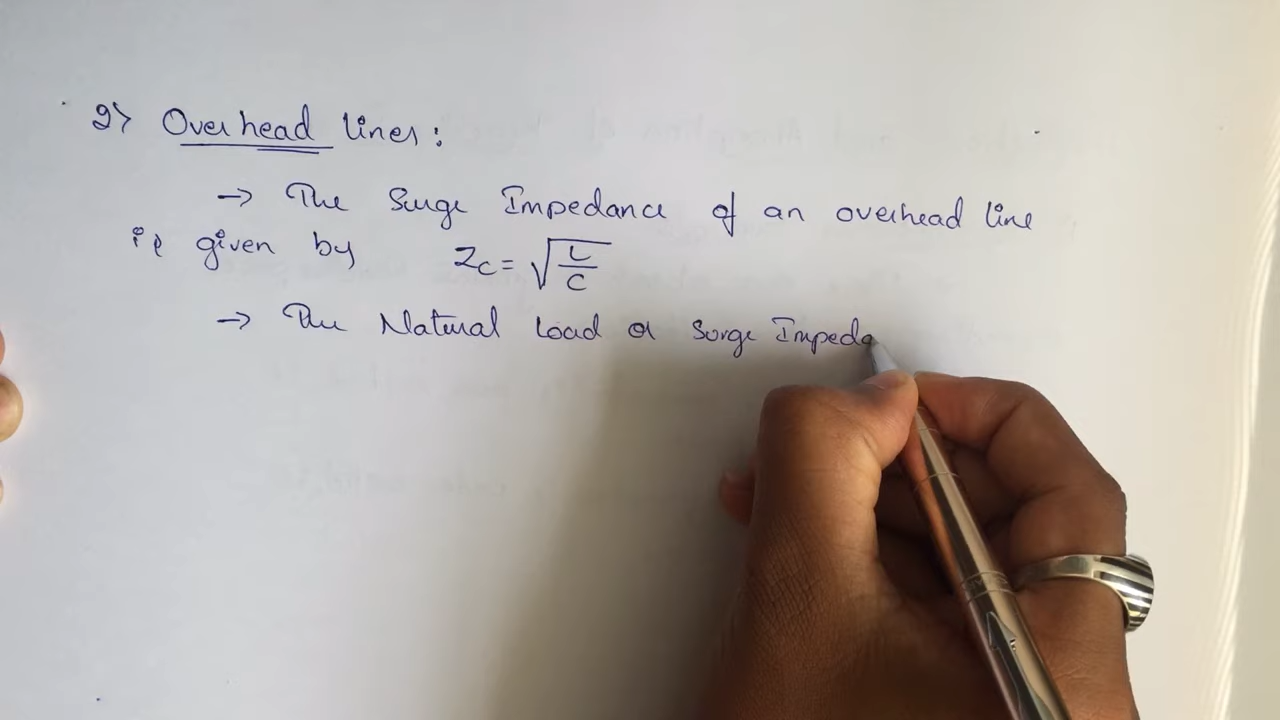 2> Overhead lines:
→ The Surge Impedance of an overhead line
is given by Zc = √(L/C)
→ The Natural Load or Surge Impeda